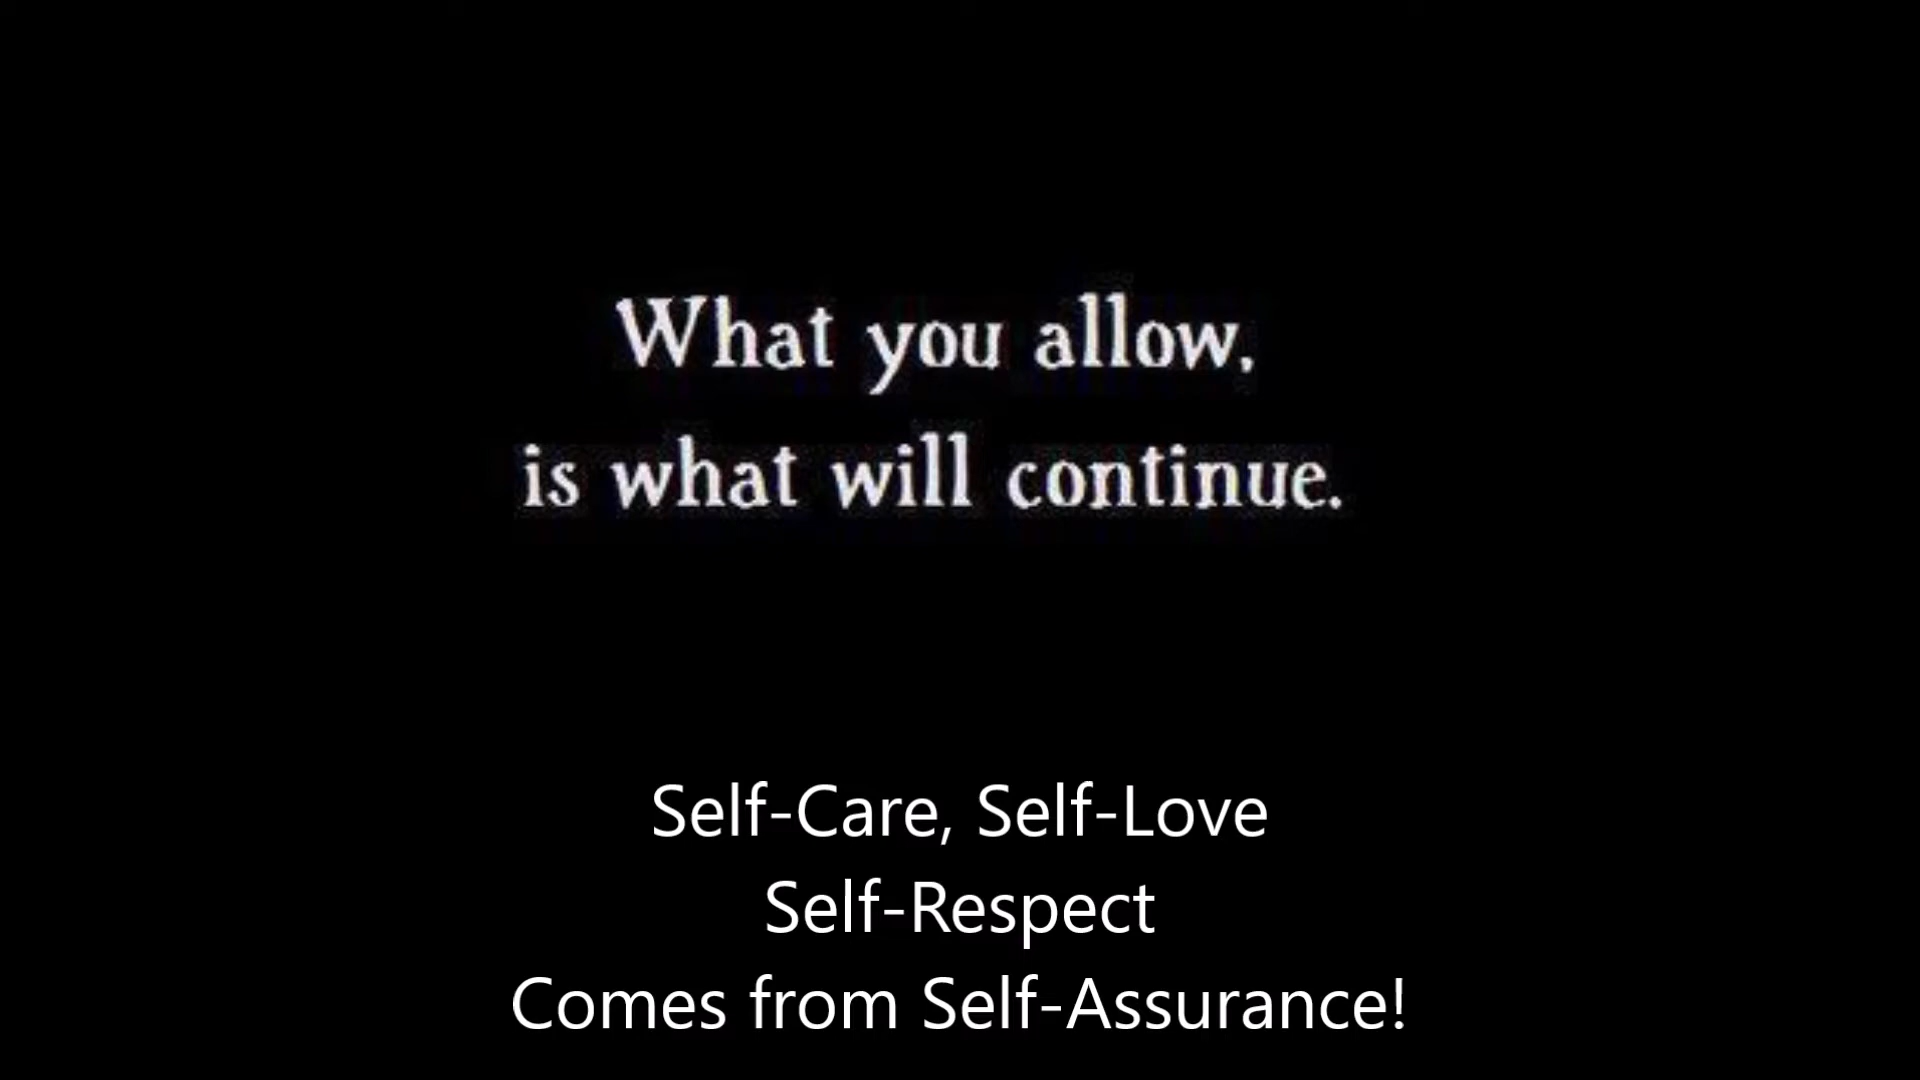 What you allow,
is what will continue.
Self-Care, Self-Love
Self-Respect
Comes from Self-Assurance!